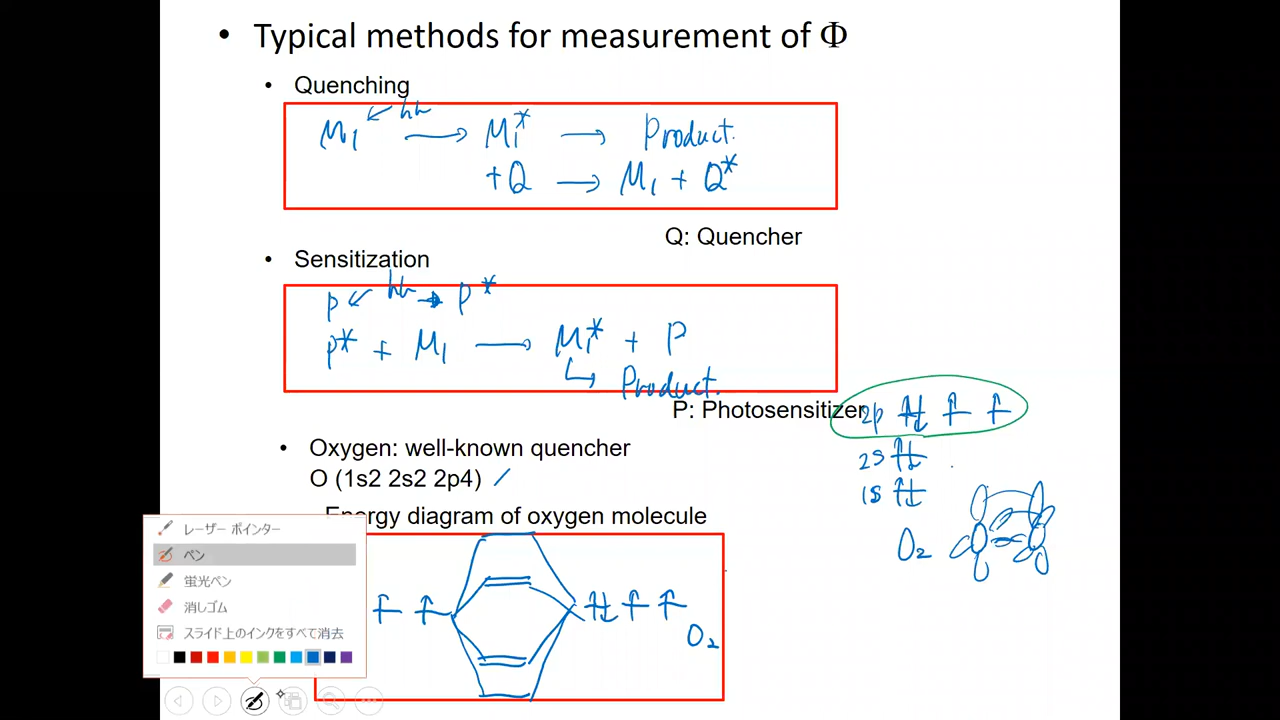 • Typical methods for measurement of Φ
• Quenching
M₁ ← hν → M₁* → Product.
+ Q → M₁ + Q*
Q: Quencher
• Sensitization
P ← hν → P*
P* + M₁ → M₁* + P
↳ Product.
P: Photosensitizer
2p ⇅ ↑ ↑
• Oxygen: well-known quencher
2s ⇅
O (1s2 2s2 2p4)
1s ⇅
Energy diagram of oxygen molecule
O₂
レーザー ポインター
ペン
蛍光ペン
消しゴム
スライド上のインクをすべて消去
↑ ↑ ⇅ ↑ ↑
O₂